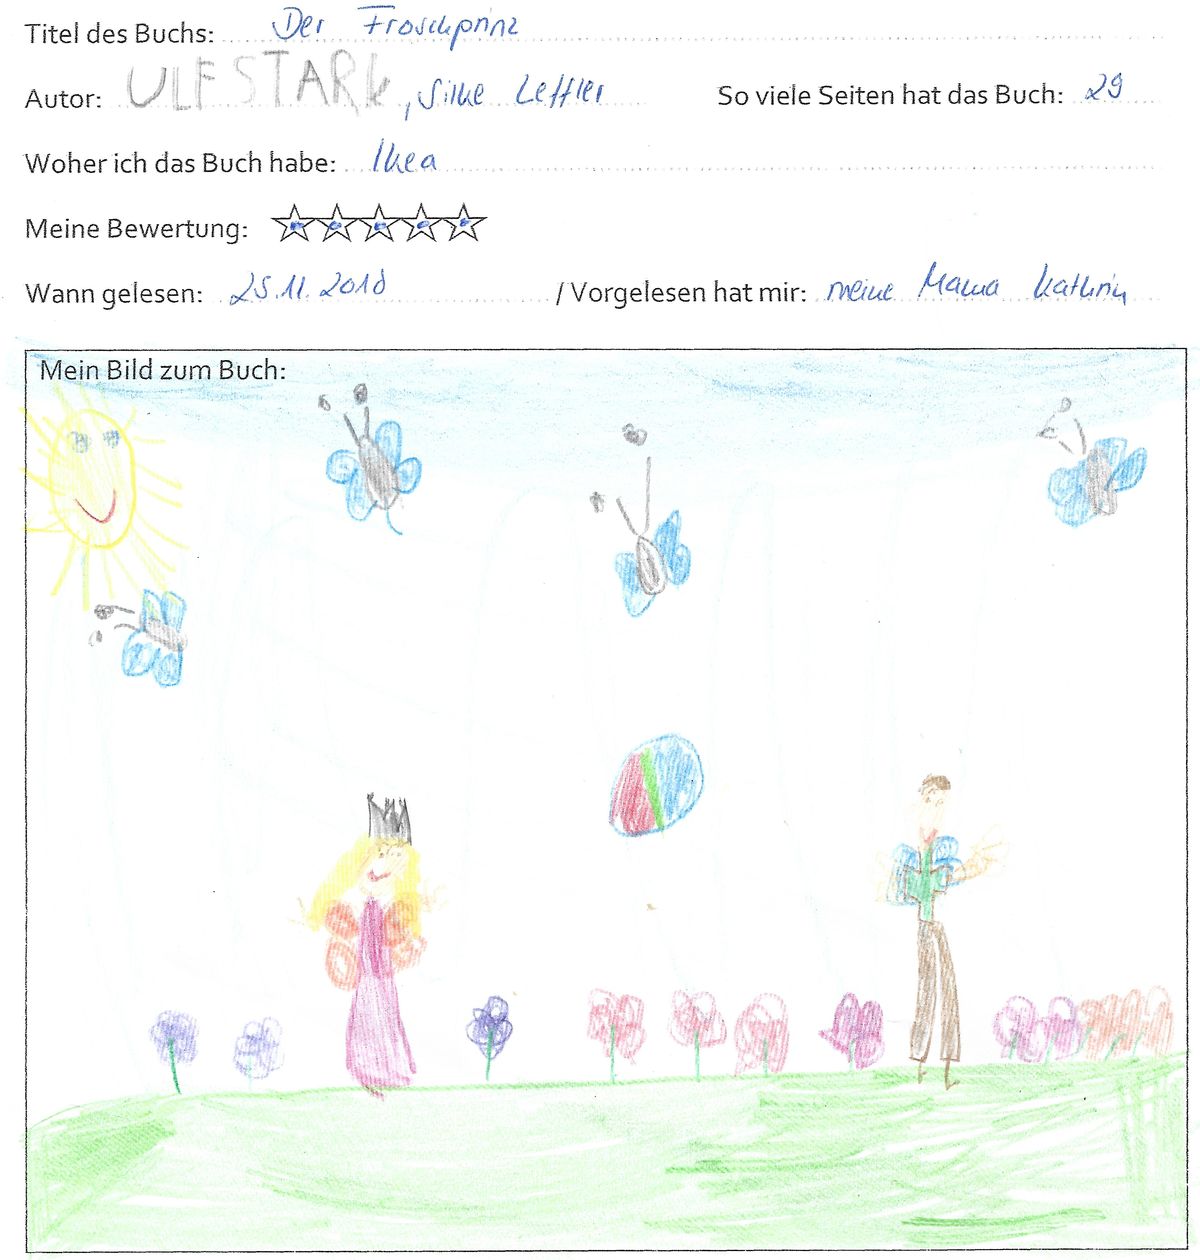 Titel des Buchs: Der Froschprinz
Autor: ULF STARk, Silke Leffler So viele Seiten hat das Buch: 29
Woher ich das Buch habe: Ikea
Meine Bewertung:
Wann gelesen: 25.11.2018 / Vorgelesen hat mir: meine Mama Kathrin
Mein Bild zum Buch: